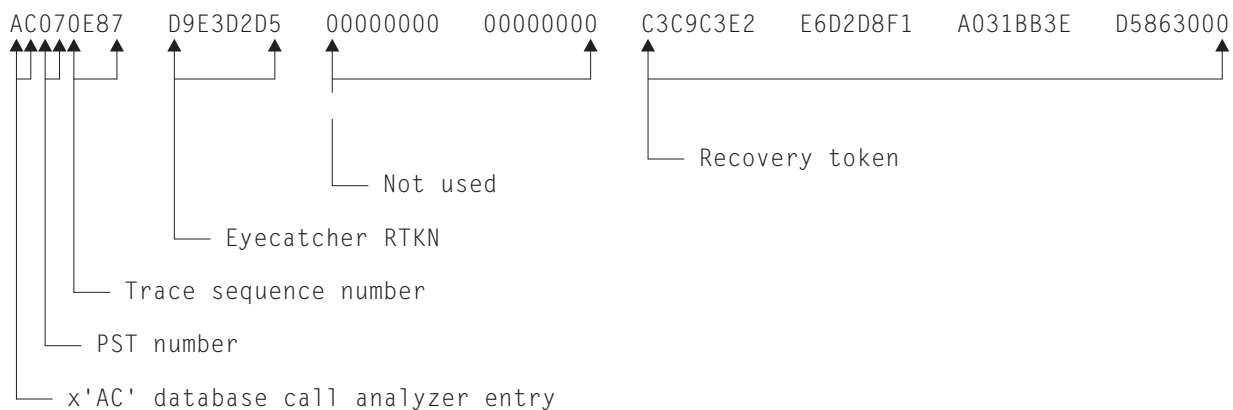 AC070E87 D9E3D2D5 00000000 00000000 C3C9C3E2 E6D2D8F1 A031BB3E D5863000
Recovery token
Not used
Eyecatcher RTKN
Trace sequence number
PST number
x'AC' database call analyzer entry